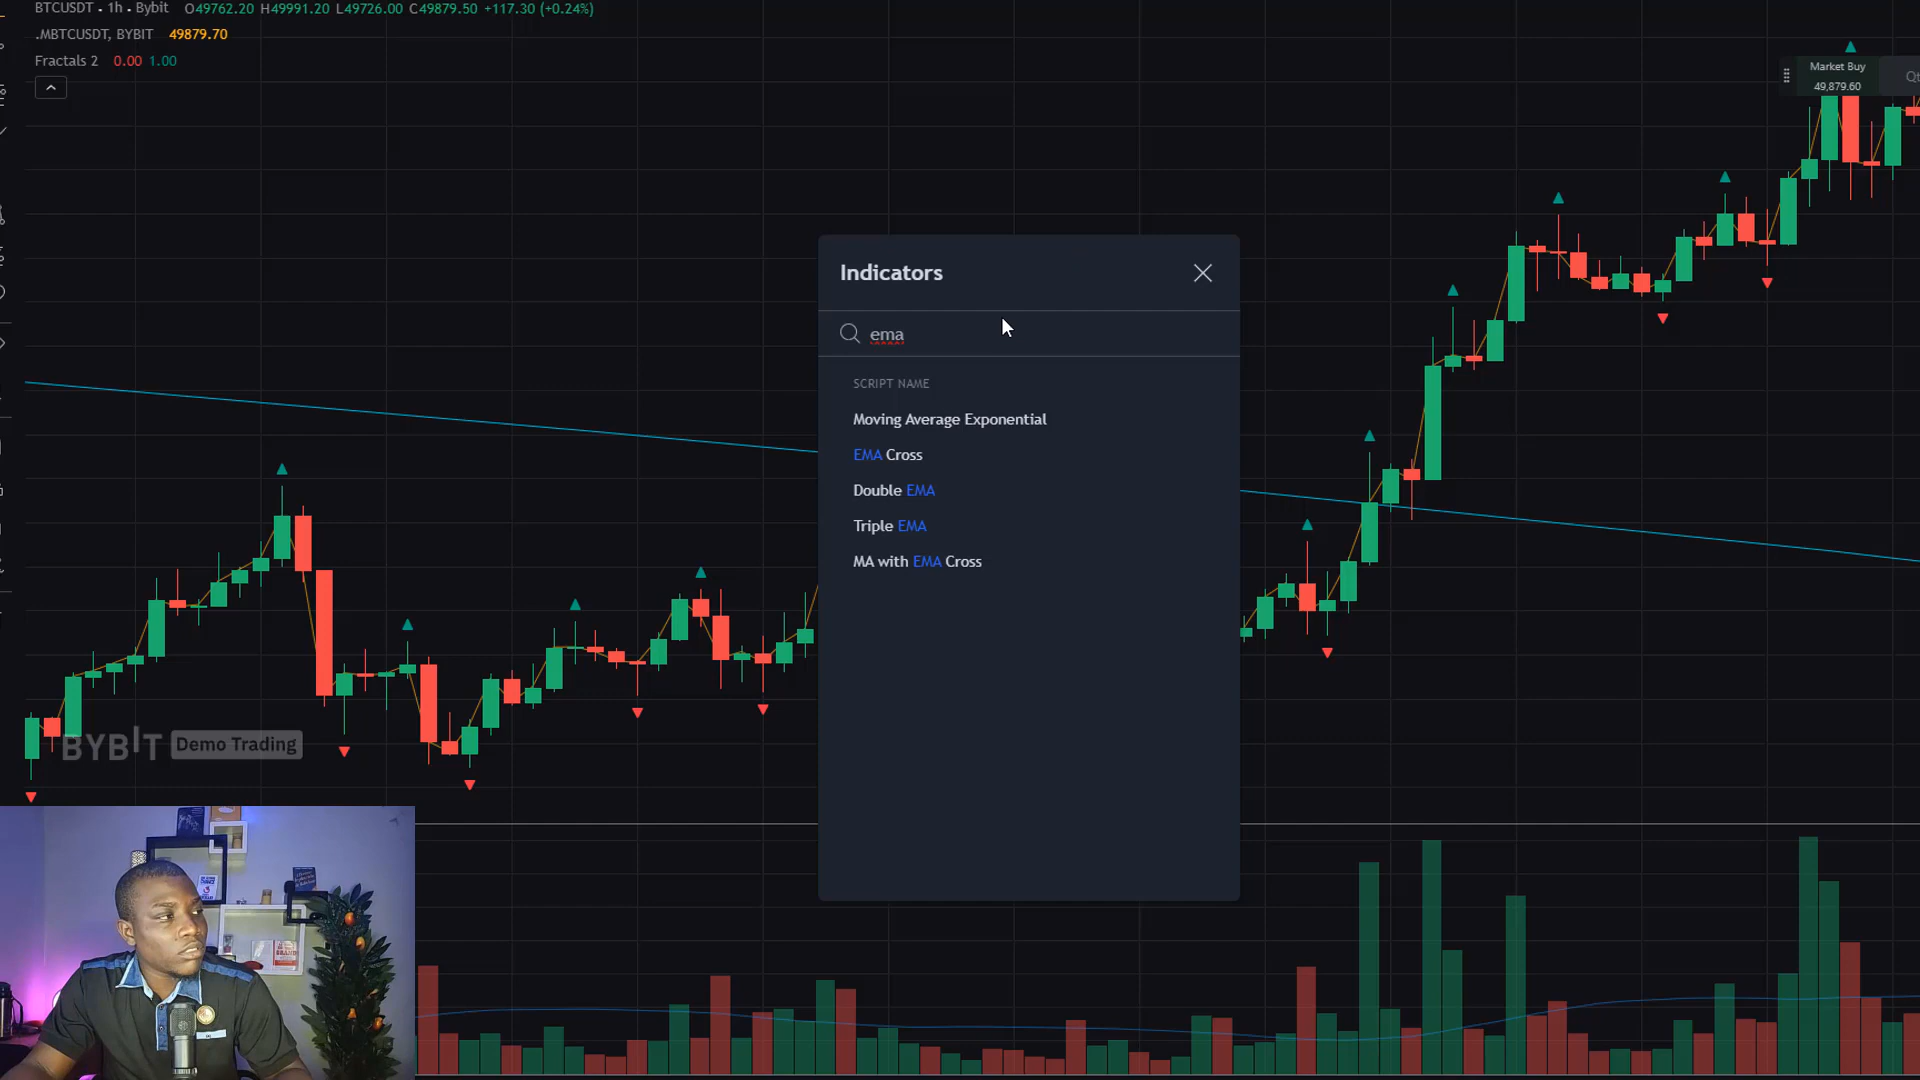 BTCUSDT • 1h • Bybit O49762.20 H49991.20 L49726.00 C49879.50 +117.30 (+0.24%)
.MBTCUSDT, BYBIT 49879.70
Fractals 2 0.00 1.00
Market Buy
49,879.60
Indicators
ema
SCRIPT NAME
Moving Average Exponential
EMA Cross
Double EMA
Triple EMA
MA with EMA Cross
BYBIT Demo Trading